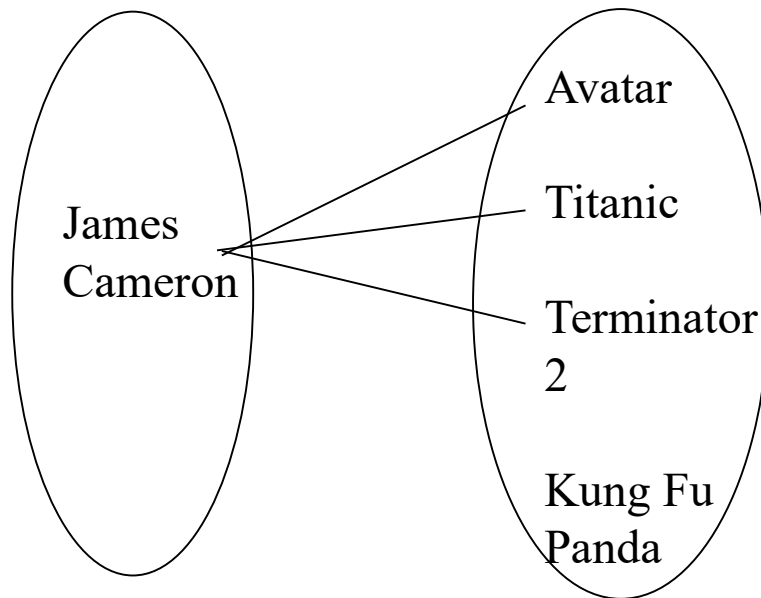 James
Cameron
Avatar
Titanic
Terminator
2
Kung Fu
Panda